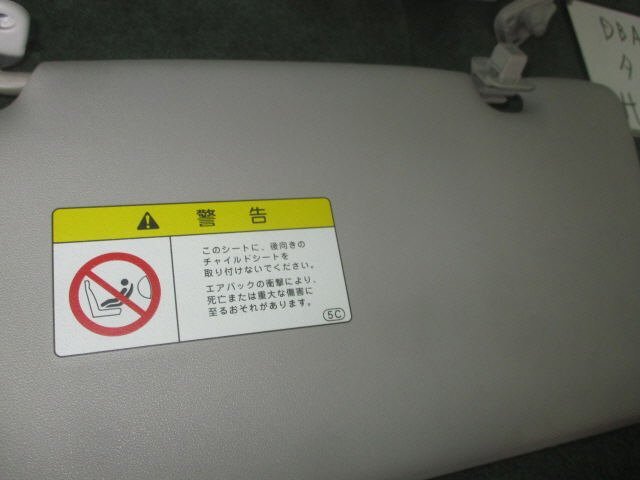 DBA
警告
このシートに、後向きの
チャイルドシートを
取り付けないでください。
エアバッグの衝撃により、
死亡または重大な傷害に
至るおそれがあります。
5C